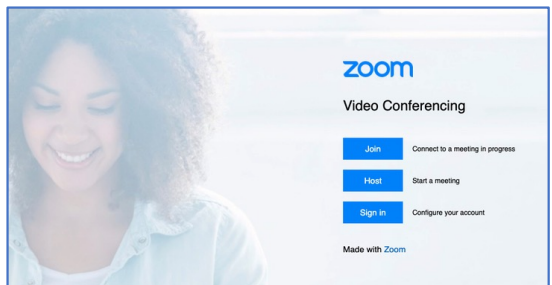 zoom
Video Conferencing
Join Connect to a meeting in progress
Host Start a meeting
Sign in Configure your account
Made with Zoom